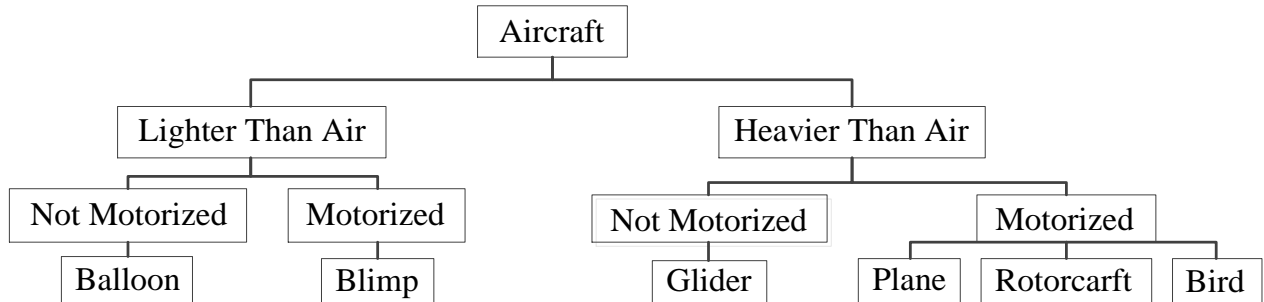 Aircraft
Lighter Than Air
Heavier Than Air
Not Motorized
Motorized
Not Motorized
Motorized
Balloon
Blimp
Glider
Plane
Rotorcarft
Bird